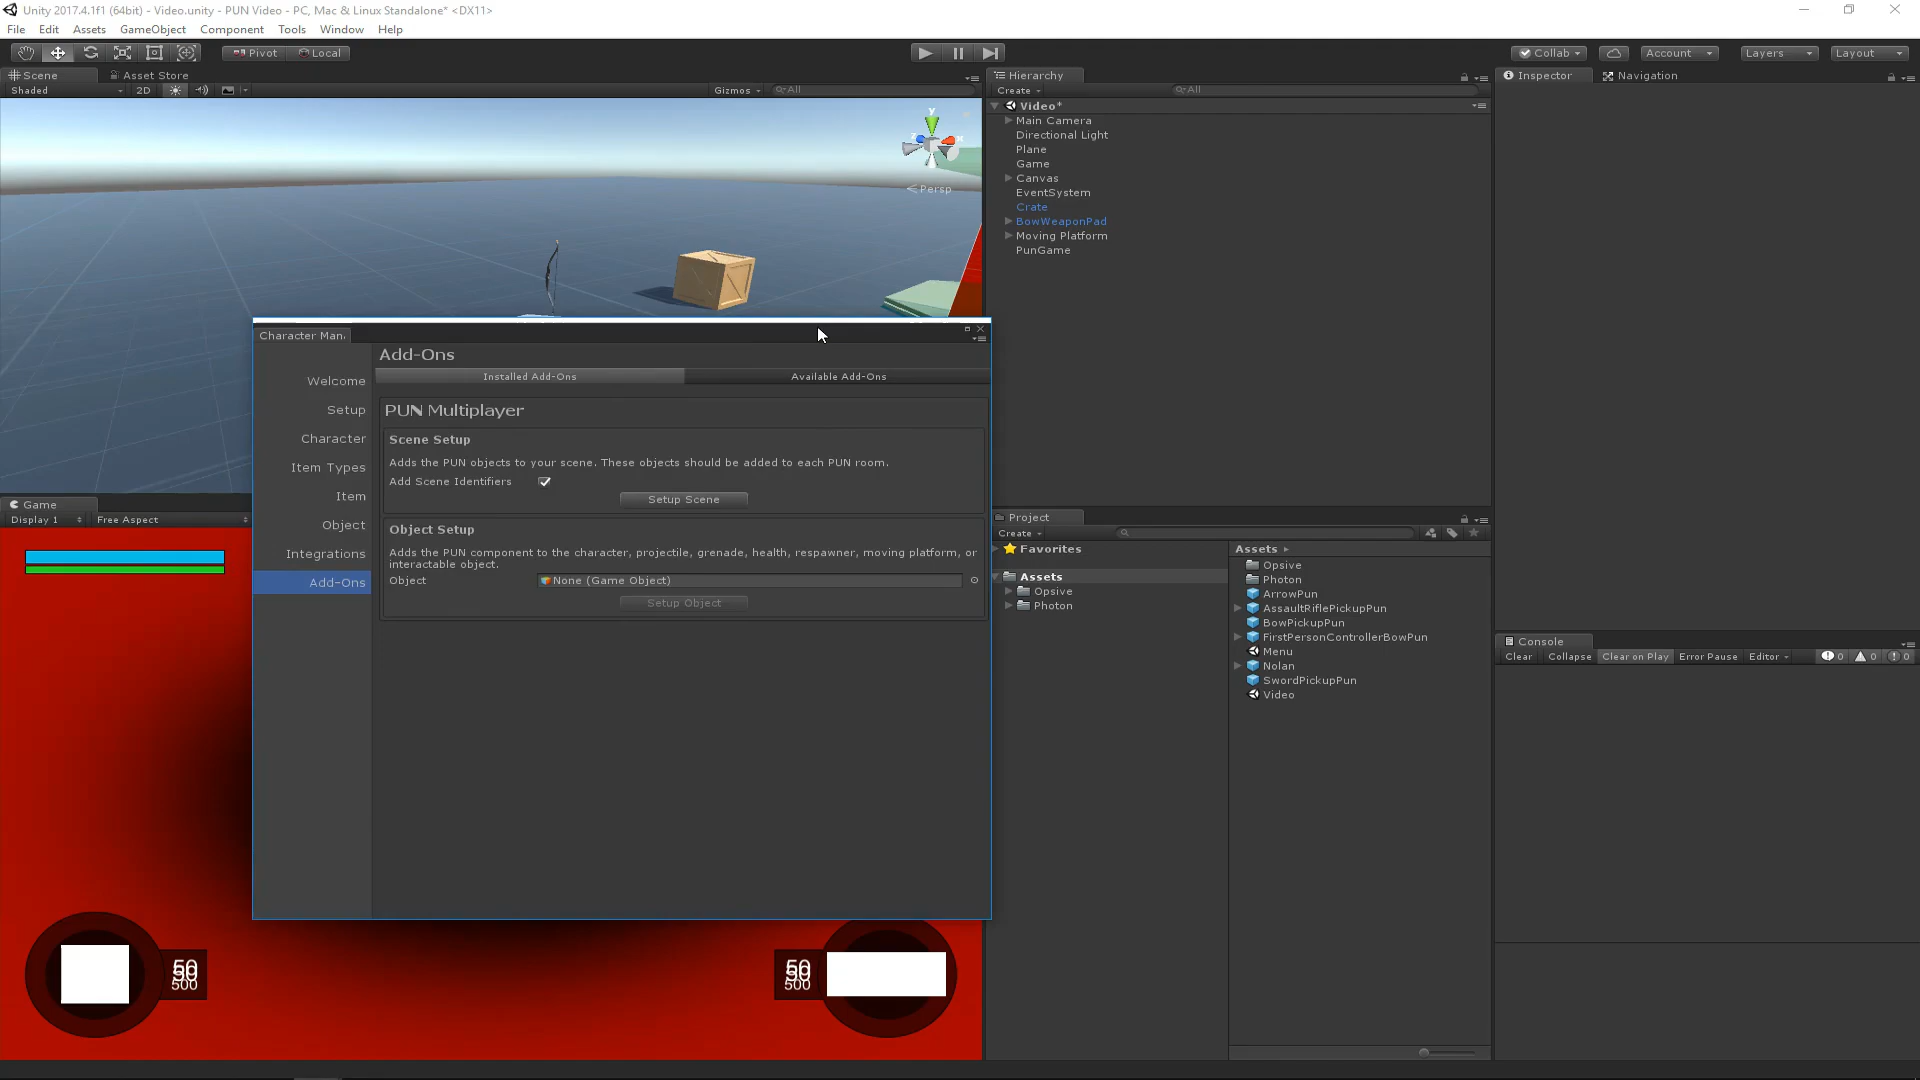 Unity 2017.4.1f1 (64bit) - Video.unity - PUN Video - PC, Mac & Linux Standalone* <DX11>
File Edit Assets GameObject Component Tools Window Help
Pivot Local
Collab Account Layers Layout
Scene Asset Store
Shaded 2D Gizmos All
y
x
z
Persp
Hierarchy
Create All
Video*
Main Camera
Directional Light
Plane
Game
Canvas
EventSystem
Crate
BowWeaponPad
Moving Platform
PunGame
Inspector Navigation
Character Man
Welcome
Setup
Character
Item Types
Item
Object
Integrations
Add-Ons
Add-Ons
Installed Add-Ons Available Add-Ons
PUN Multiplayer
Scene Setup
Adds the PUN objects to your scene. These objects should be added to each PUN room.
Add Scene Identifiers
Setup Scene
Object Setup
Adds the PUN component to the character, projectile, grenade, health, respawner, moving platform, or
interactable object.
Object None (Game Object)
Setup Object
Game
Display 1 Free Aspect
50
500
50
500
Project
Create
Favorites
Assets
Opsive
Photon
Assets
Opsive
Photon
ArrowPun
AssaultRiflePickupPun
BowPickupPun
FirstPersonControllerBowPun
Menu
Nolan
SwordPickupPun
Video
Console
Clear Collapse Clear on Play Error Pause Editor 0 0 0